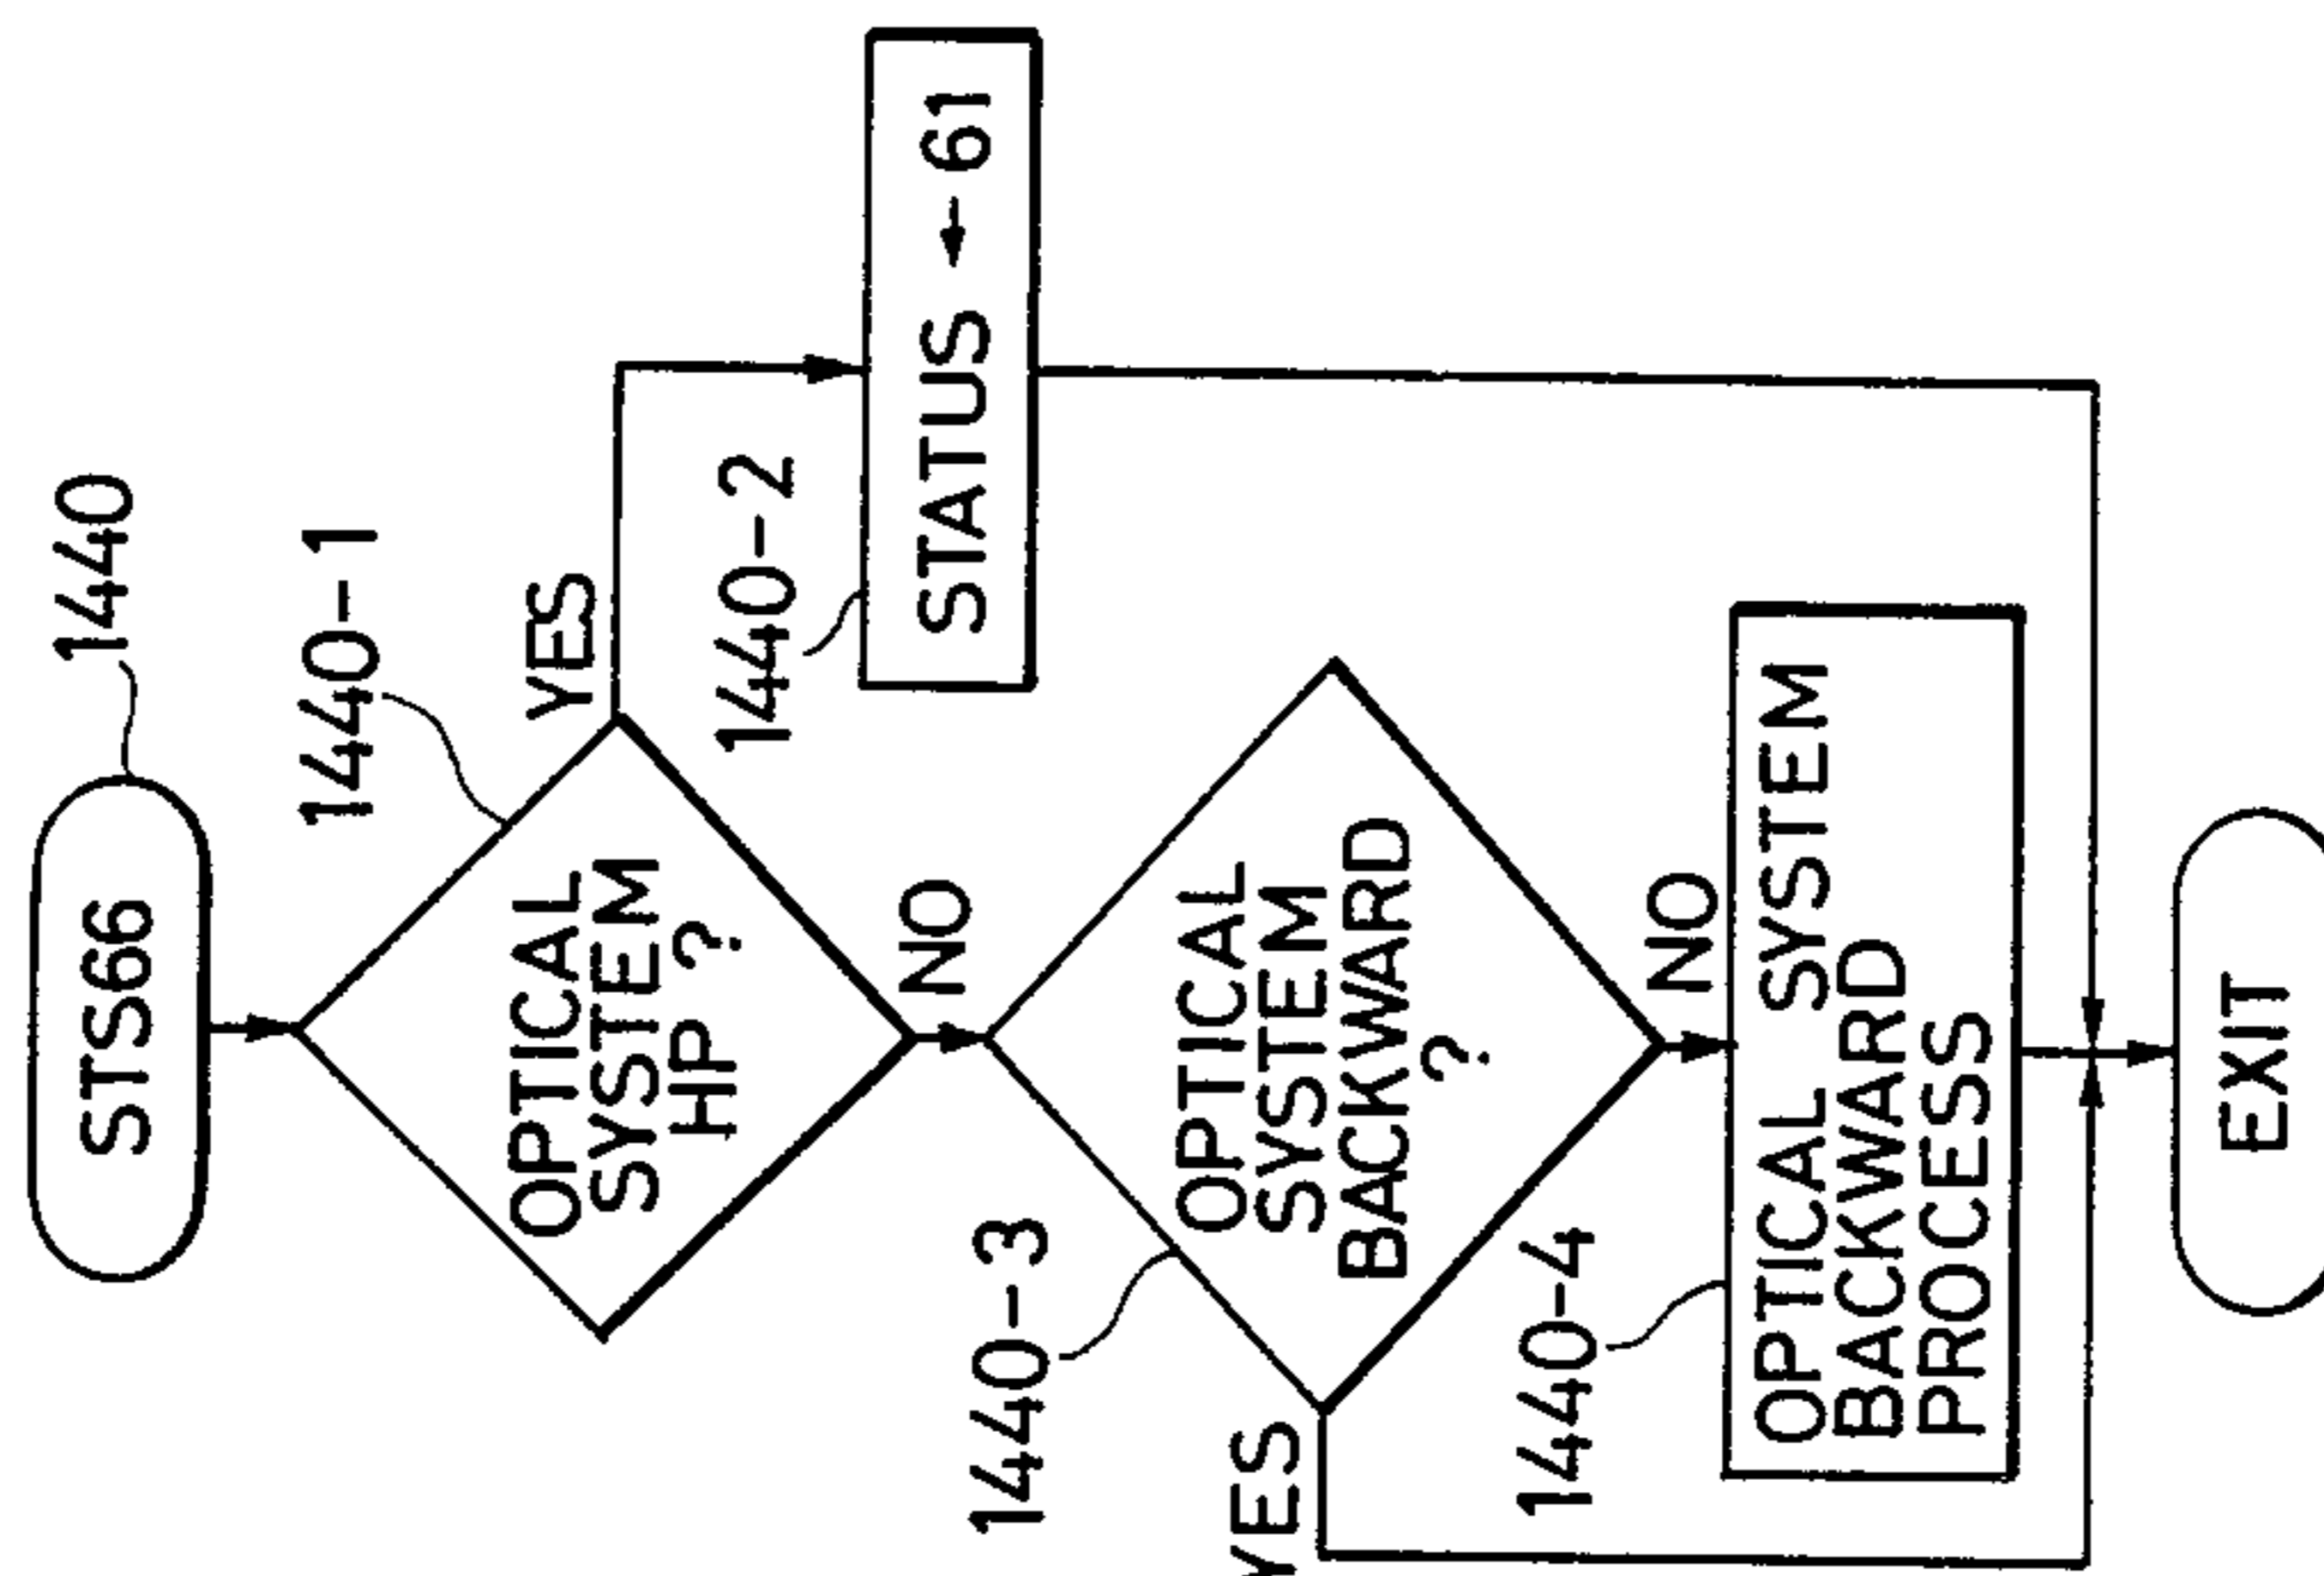 STS66
1440
OPTICAL
SYSTEM
HP ?
1440-1
YES
NO
1440-2
STATUS ← 61
OPTICAL
SYSTEM
BACKWARD
?
1440-3
YES
NO
1440-4
OPTICAL SYSTEM
BACKWARD
PROCESS
EXIT